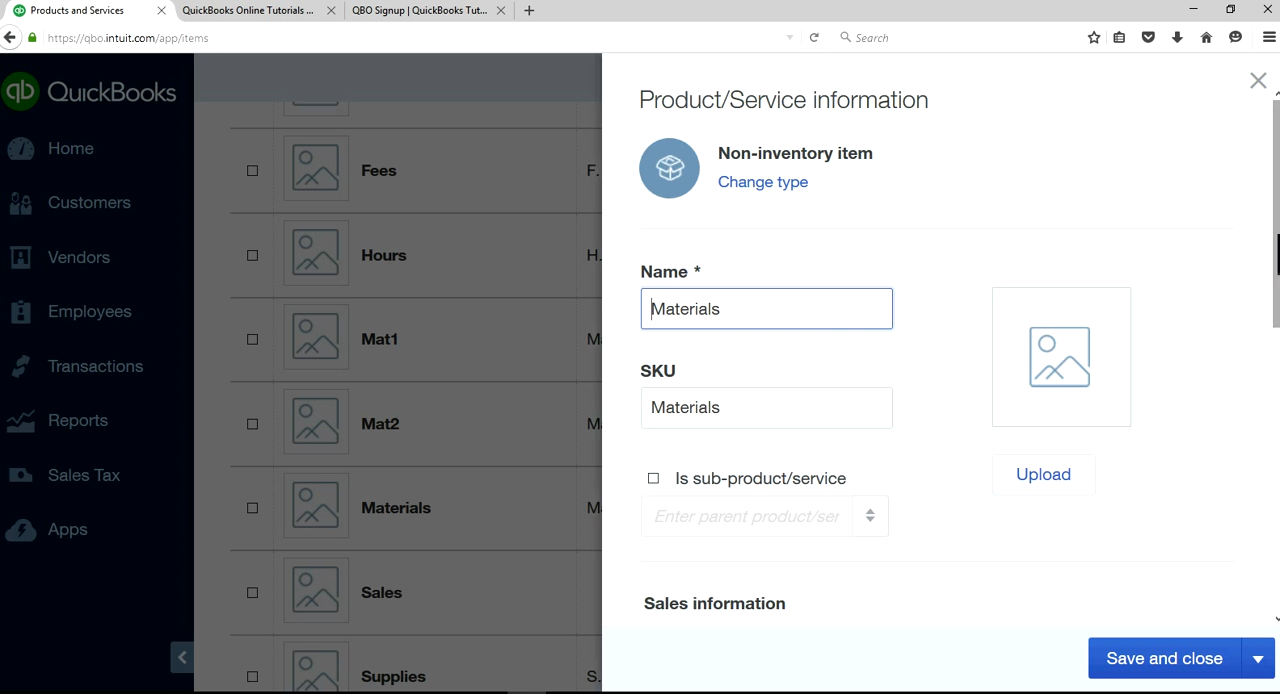 Products and Services
QuickBooks Online Tutorials ...
QBO Signup | QuickBooks Tut...
https://qbo.intuit.com/app/items
Search
qb QuickBooks
Home
Customers
Vendors
Employees
Transactions
Reports
Sales Tax
Apps
Fees F.
Hours H.
Mat1 Ma
Mat2 M
Materials M
Sales
Supplies S.
Product/Service information
Non-inventory item
Change type
Name *
Materials
SKU
Materials
Is sub-product/service
Enter parent product/ser
Upload
Sales information
Save and close